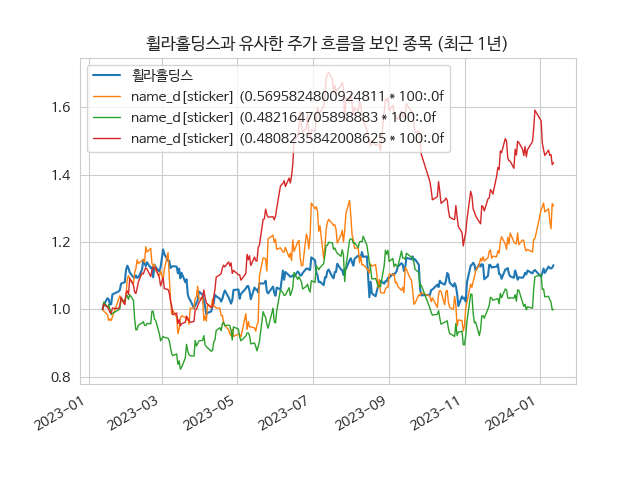 휠라홀딩스과 유사한 주가 흐름을 보인 종목 (최근 1년)
휠라홀딩스
name_d[sticker] (0.5695824800924811 * 100:.0f
name_d[sticker] (0.482164705898883 * 100:.0f
name_d[sticker] (0.4808235842008625 * 100:.0f
1.6
1.4
1.2
1.0
0.8
2023-01
2023-03
2023-05
2023-07
2023-09
2023-11
2024-01